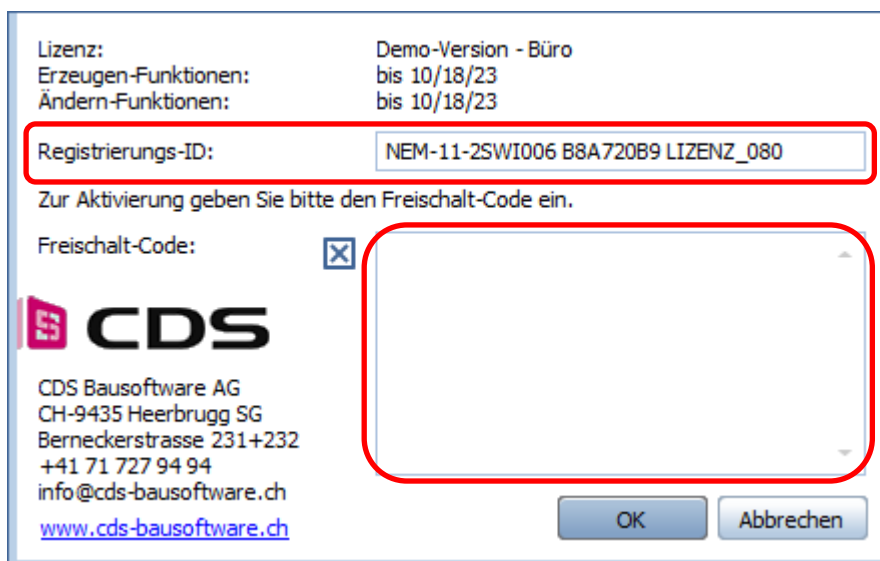 Lizenz: Demo-Version - Büro
Erzeugen-Funktionen: bis 10/18/23
Ändern-Funktionen: bis 10/18/23
Registrierungs-ID: NEM-11-2SWI006 B8A720B9 LIZENZ_080
Zur Aktivierung geben Sie bitte den Freischalt-Code ein.
Freischalt-Code:
CDS
CDS Bausoftware AG
CH-9435 Heerbrugg SG
Berneckerstrasse 231+232
+41 71 727 94 94
info@cds-bausoftware.ch
www.cds-bausoftware.ch
OK Abbrechen